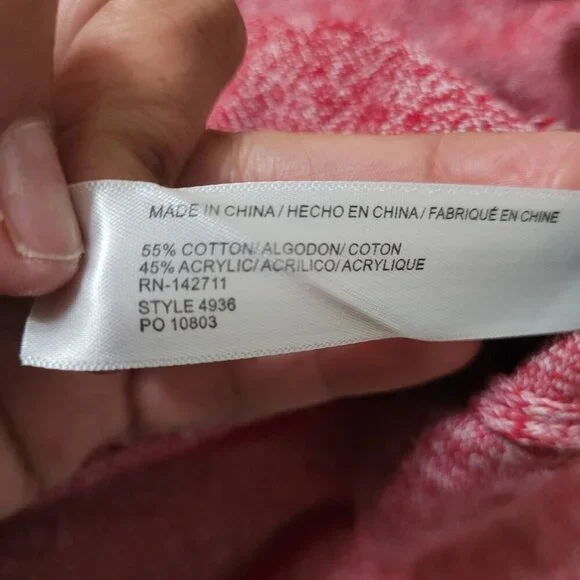 MADE IN CHINA/ HECHO EN CHINA/ FABRIQUÉ EN CHINE
55% COTTON/ ALGODON/ COTON
45% ACRYLIC/ ACRILICO/ ACRYLIQUE
RN-142711
STYLE 4936
PO 10803